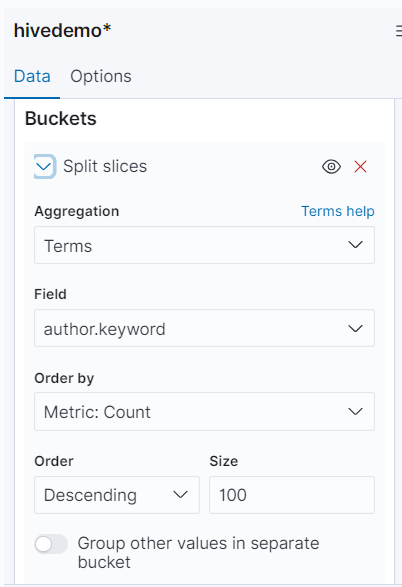 hivedemo*
Data Options
Buckets
Split slices
Aggregation Terms help
Terms
Field
author.keyword
Order by
Metric: Count
Order Size
Descending 100
Group other values in separate
bucket